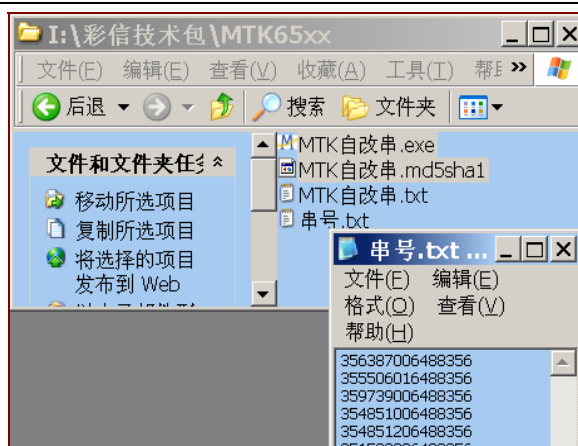 I:\彩信技术包\MTK65xx
文件(F) 编辑(E) 查看(V) 收藏(A) 工具(T) »
后退 搜索 文件夹
文件和文件夹任务
移动所选项目
复制所选项目
将选择的项目
发布到 Web
MTK自改串.exe
MTK自改串.md5sha1
MTK自改串.txt
串号.txt
串号.txt ...
文件(F) 编辑(E)
格式(O) 查看(V)
帮助(H)
356387006488356
355506016488356
359739006488356
354851006488356
354851206488356